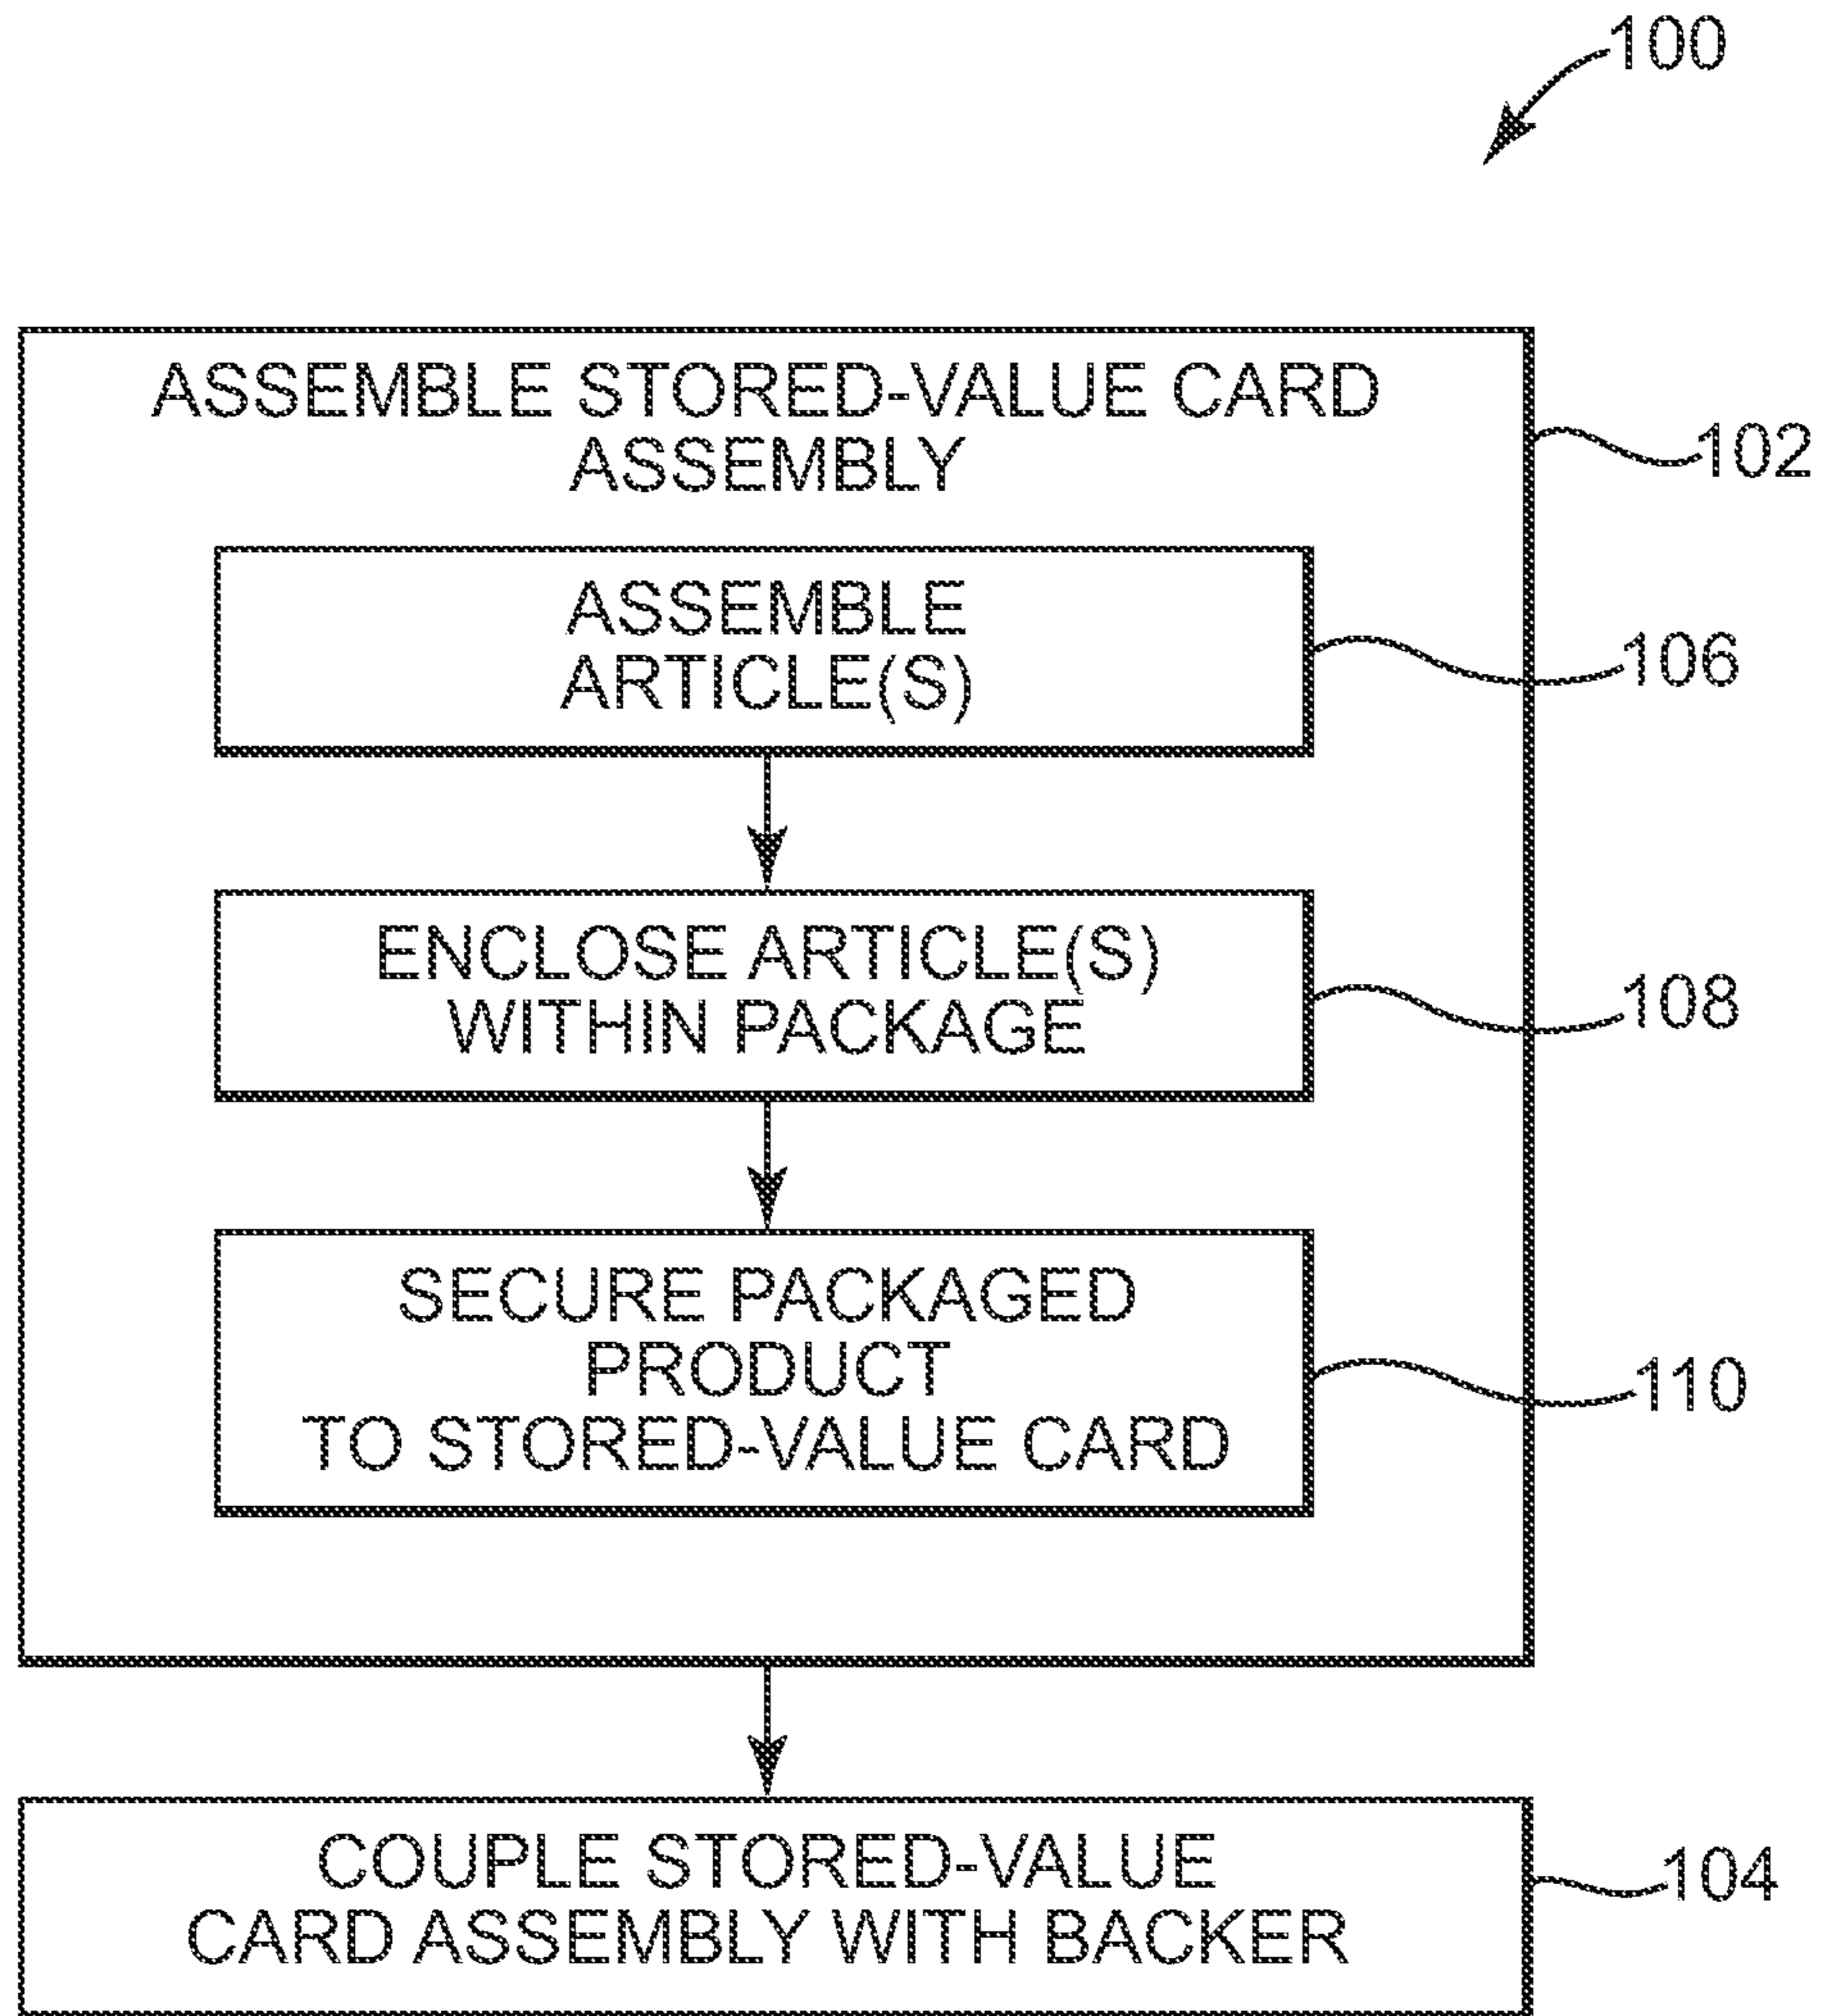 100
ASSEMBLE STORED-VALUE CARD
ASSEMBLY
102
ASSEMBLE
ARTICLE(S)
106
ENCLOSE ARTICLE(S)
WITHIN PACKAGE
108
SECURE PACKAGED
PRODUCT
TO STORED-VALUE CARD
110
COUPLE STORED-VALUE
CARD ASSEMBLY WITH BACKER
104